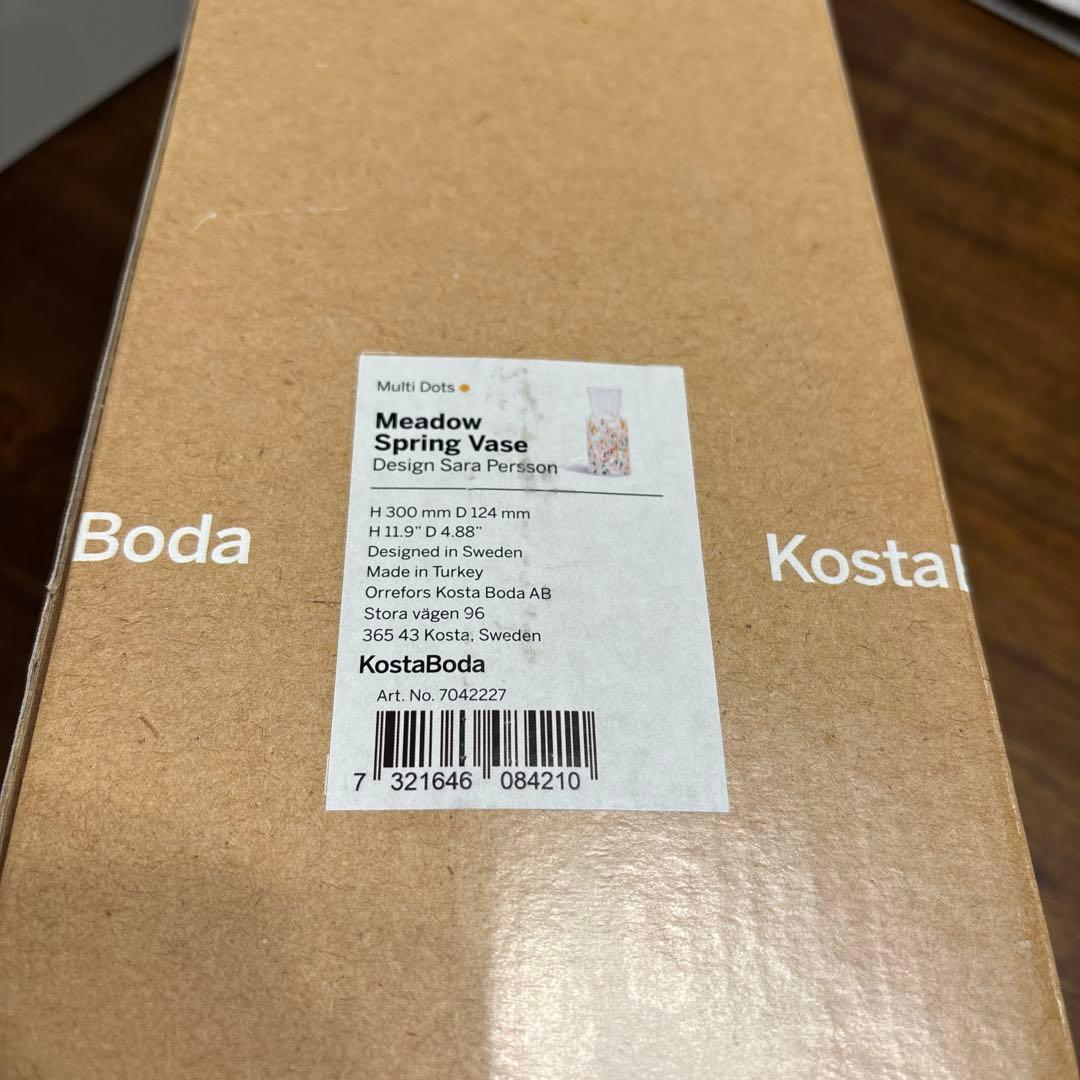 Multi Dots
Meadow
Spring Vase
Design Sara Persson
H 300 mm D 124 mm
H 11.9" D 4.88"
Designed in Sweden
Made in Turkey
Orrefors Kosta Boda AB
Stora vägen 96
365 43 Kosta, Sweden
KostaBoda
Art. No. 7042227
7 321646 084210
Boda
Kosta